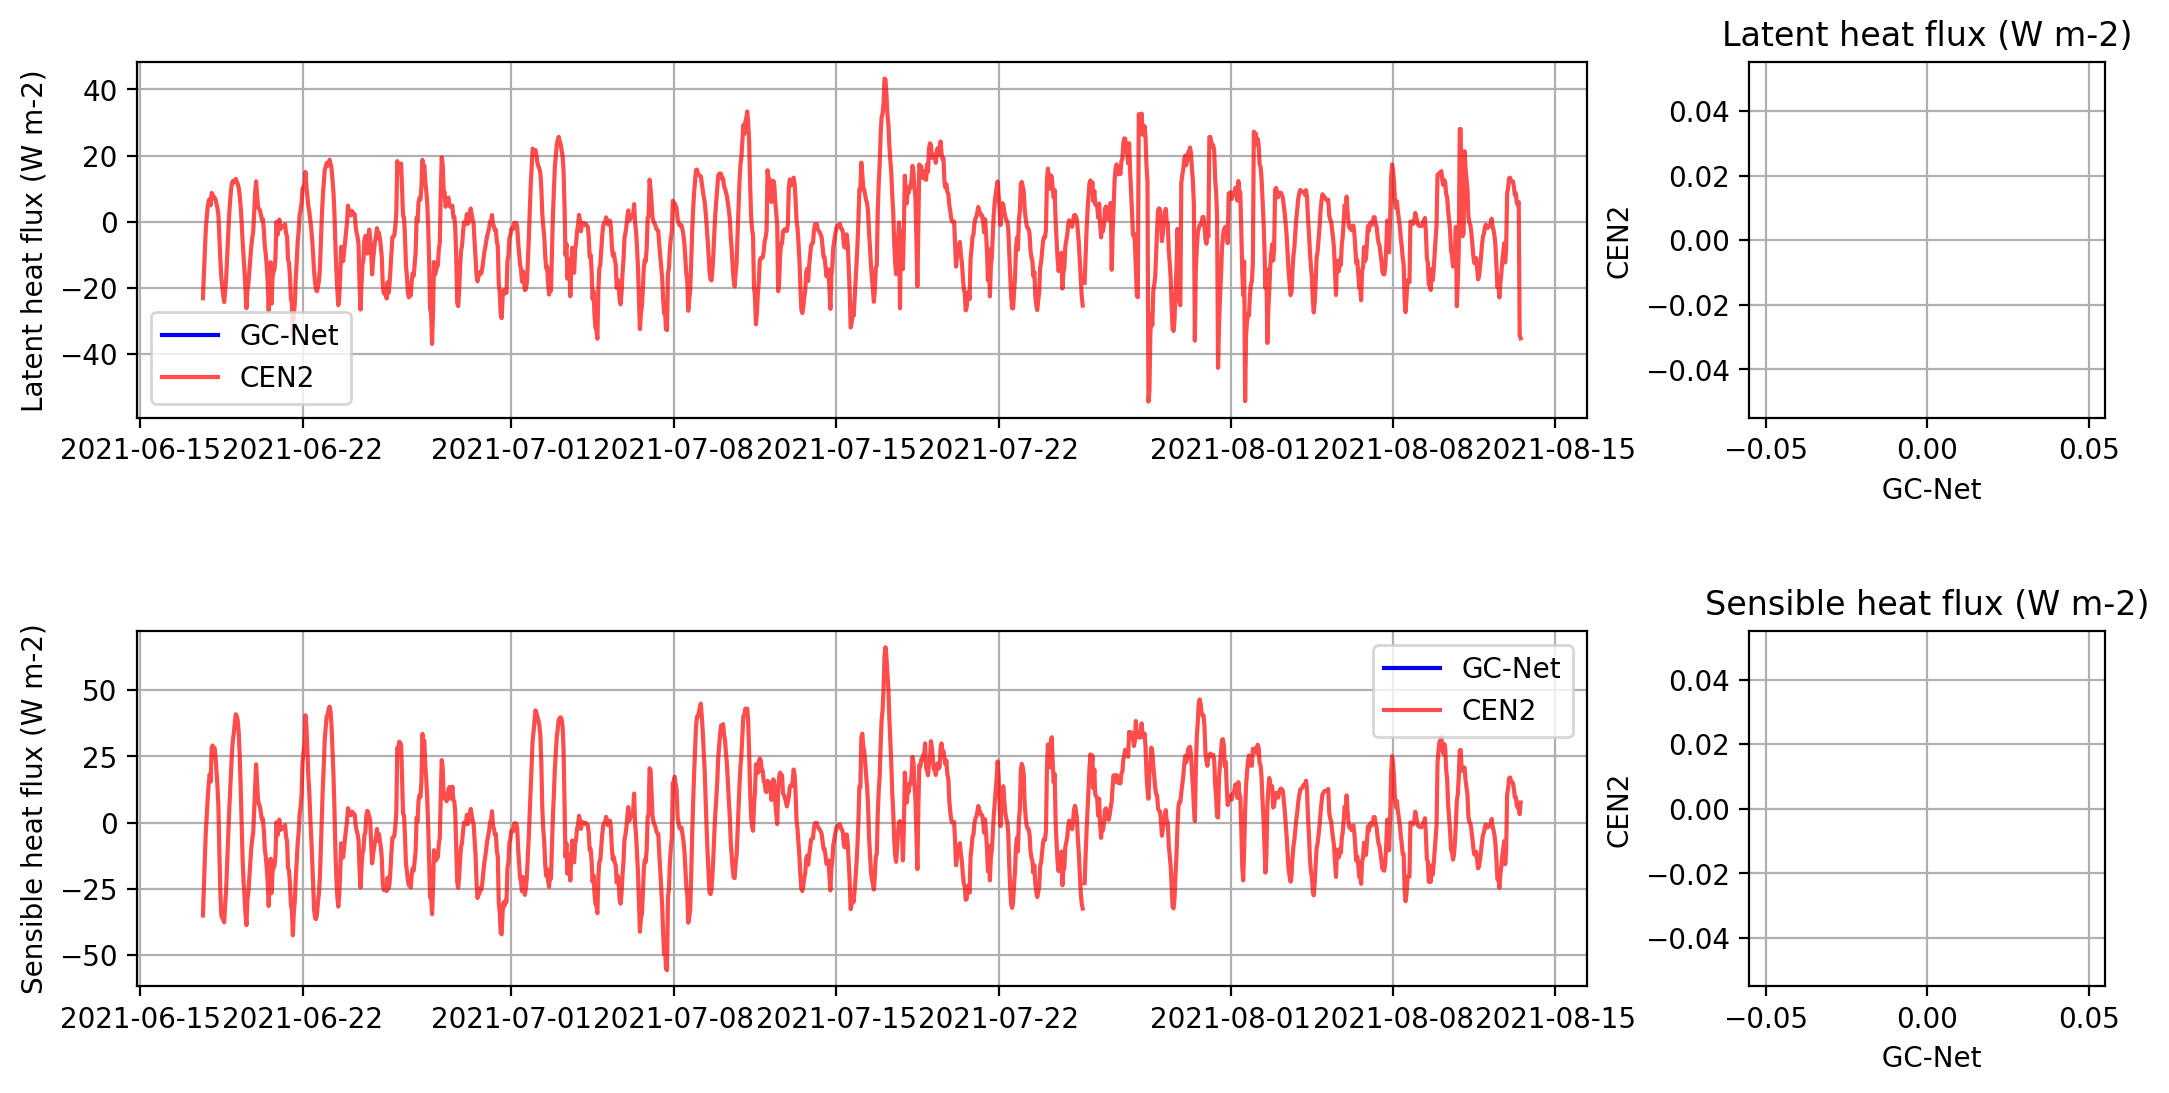 Latent heat flux (W m-2)
40
20
0
−20
−40
Latent heat flux (W m-2)
GC-Net
CEN2
2021-06-15 2021-06-22 2021-07-01 2021-07-08 2021-07-15 2021-07-22 2021-08-01 2021-08-08 2021-08-15
0.04
0.02
0.00
−0.02
−0.04
CEN2
−0.05 0.00 0.05
GC-Net
Sensible heat flux (W m-2)
50
25
0
−25
−50
Sensible heat flux (W m-2)
GC-Net
CEN2
2021-06-15 2021-06-22 2021-07-01 2021-07-08 2021-07-15 2021-07-22 2021-08-01 2021-08-08 2021-08-15
0.04
0.02
0.00
−0.02
−0.04
CEN2
−0.05 0.00 0.05
GC-Net